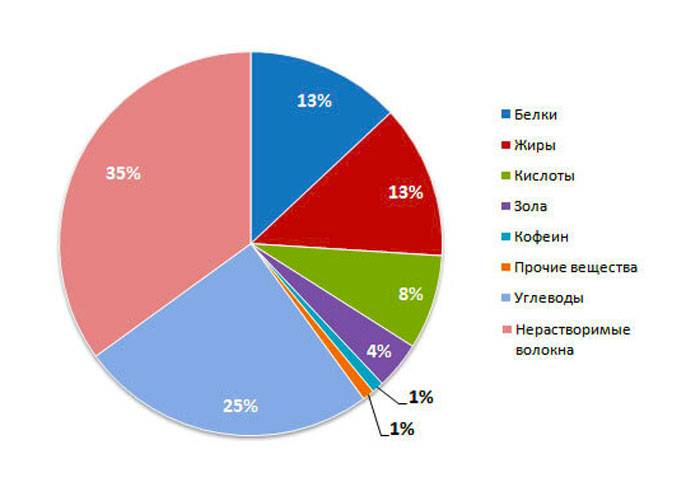 13%
13%
8%
4%
1%
1%
25%
35%
Белки
Жиры
Кислоты
Зола
Кофеин
Прочие вещества
Углеводы
Нерастворимые
волокна